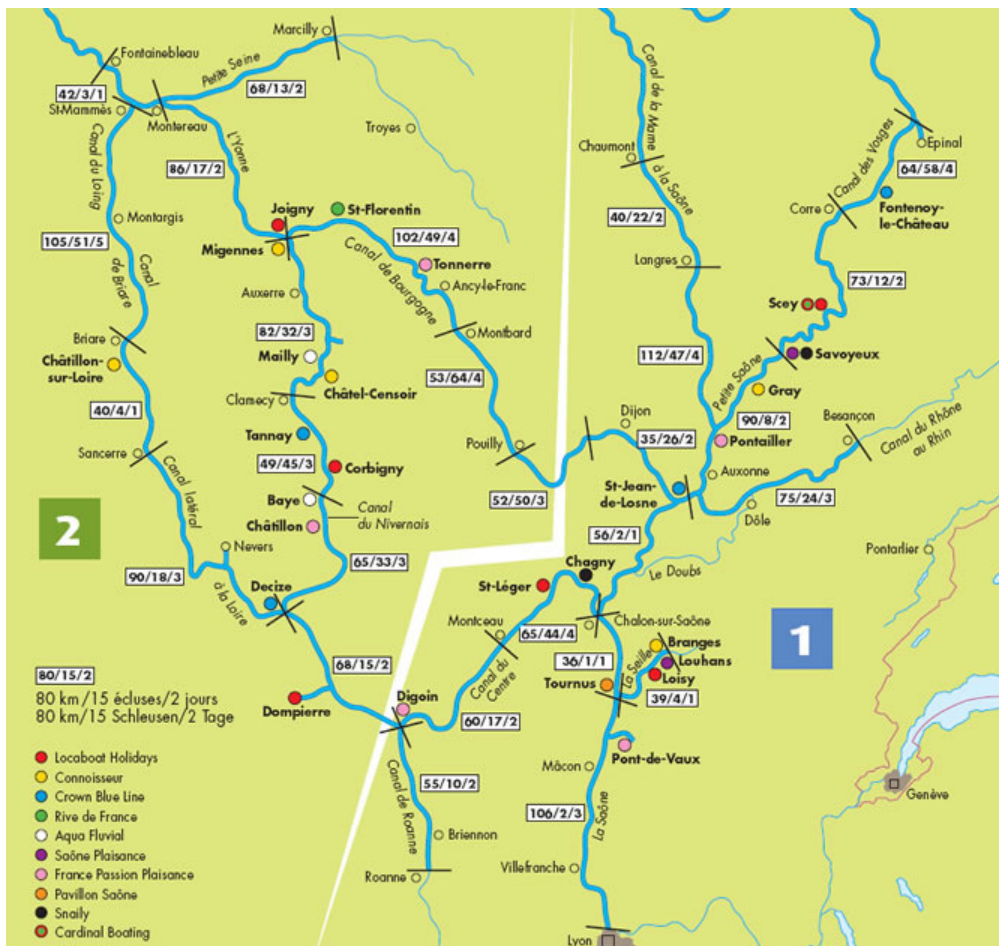 Fontainebleau
42/3/1
St-Mammès
Montereau
Petite Seine
68/13/2
Marcilly
Troyes
Canal du Loing
L'Yonne
86/17/2
Montargis
105/51/5
Canal
de Briare
Joigny
Migennes
St-Florentin
102/49/4
Canal de Bourgogne
Tonnerre
Ancy-le-Franc
Montbard
Auxerre
82/32/3
Mailly
Châtel-Censoir
Briare
Châtillon-
sur-Loire
40/4/1
Clamecy
53/64/4
Tannay
Sancerre
49/45/3
Corbigny
Pouilly
Baye
Châtillon
Canal
du Nivernais
52/50/3
2
Canal latéral
à la Loire
Nevers
90/18/3
65/33/3
Decize
68/15/2
Dompierre
Digoin
55/10/2
Canal de Roanne
Briennon
Roanne
Canal de la Marne
à la Saône
Chaumont
40/22/2
Langres
112/47/4
Canal des Vosges
Epinal
64/58/4
Fontenoy-
le-Château
Corre
73/12/2
Scey
Savoyeux
Petite Saône
Gray
90/8/2
Pontailler
Besançon
Canal du Rhône
au Rhin
Dijon
35/26/2
Auxonne
St-Jean-
de-Losne
75/24/3
Dôle
56/2/1
Le Doubs
Pontarlier
Chagny
St-Léger
Montceau
65/44/4
Canal du
Centre
60/17/2
Chalon-sur-Saône
1
36/1/1
La Seille
Branges
Louhans
Loisy
Tournus
39/4/1
Pont-de-Vaux
Mâcon
106/2/3
La Saône
Villefranche
Lyon
Genève
80/15/2
80 km/15 écluses/2 jours
80 km/15 Schleusen/2 Tage
Locaboat Holidays
Connoisseur
Crown Blue Line
Rive de France
Aqua Fluvial
Saône Plaisance
France Passion Plaisance
Pavillon Saône
Snaily
Cardinal Boating